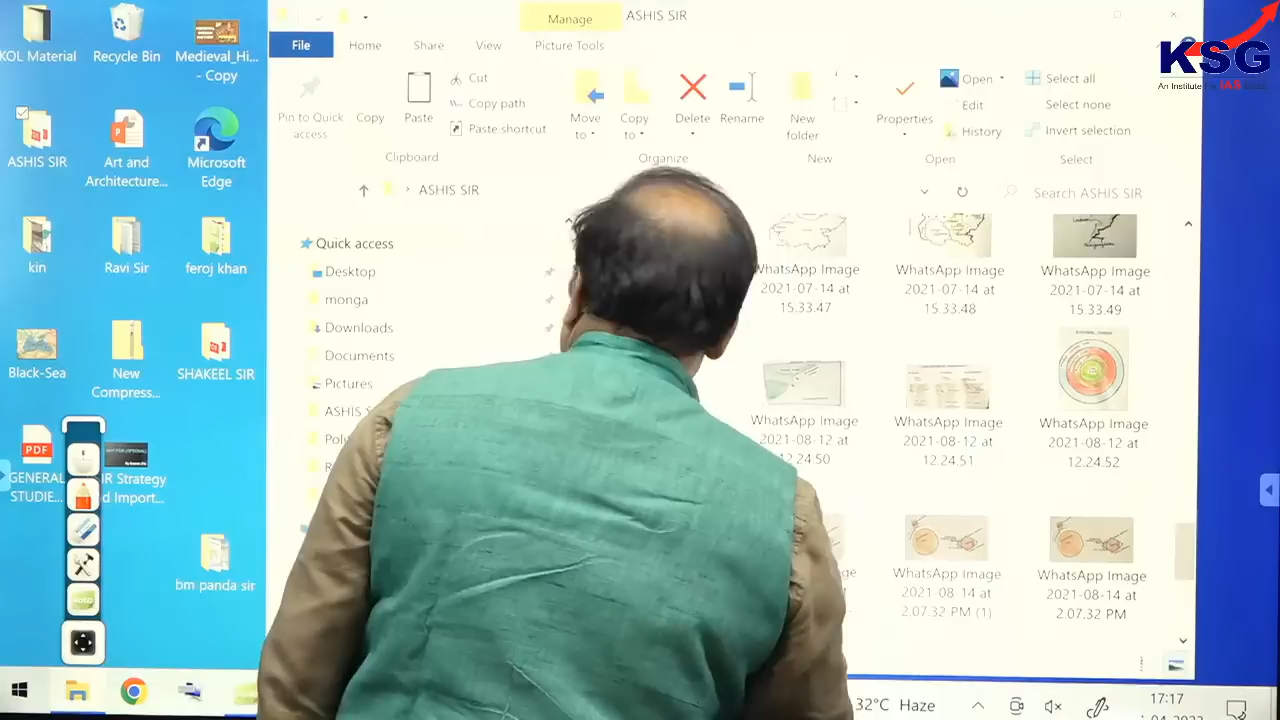 KOL Material
Recycle Bin
Medieval_Hi...
- Copy
ASHIS SIR
Art and
Architecture...
Microsoft
Edge
kin
Ravi Sir
feroj khan
Black-Sea
New
Compress...
SHAKEEL SIR
PDF
GENERAL
STUDIE...
IR Strategy
d Import...
bm panda sir
Manage
ASHIS SIR
File
Home
Share
View
Picture Tools
Pin to Quick
access
Copy
Paste
Cut
Copy path
Paste shortcut
Clipboard
Move
to
Copy
to
Delete
Rename
Organize
New
folder
New
Properties
Open
Edit
History
Open
Select all
Select none
Invert selection
Select
ASHIS SIR
Search ASHIS SIR
Quick access
Desktop
monga
Downloads
Documents
Pictures
ASHIS
WhatsApp Image
2021-07-14 at
15.33.47
WhatsApp Image
2021-07-14 at
15.33.48
WhatsApp Image
2021-07-14 at
15.33.49
WhatsApp Image
2021-08-12 at
12.24.50
WhatsApp Image
2021-08-12 at
12.24.51
WhatsApp Image
2021-08-12 at
12.24.52
WhatsApp Image
2021-08-14 at
2.07.32 PM (1)
WhatsApp Image
2021-08-14 at
2.07.32 PM
32°C Haze
17:17
KSG
An Institute for IAS